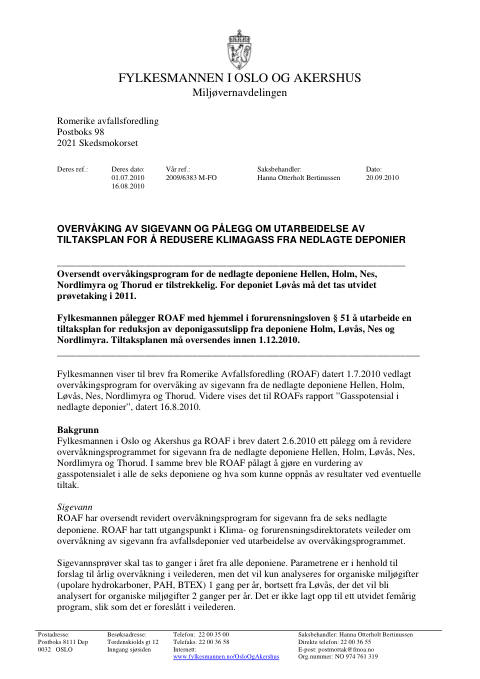 FYLKESMANNEN I OSLO OG AKERSHUS
Miljøvernavdelingen
Romerike avfallsforedling
Postboks 98
2021 Skedsmokorset
Deres ref.: Deres dato: Vår ref.: Saksbehandler: Dato:
01.07.2010 2009/6383 M-FO Hanna Otterholt Bertinussen 20.09.2010
16.08.2010
OVERVÅKING AV SIGEVANN OG PÅLEGG OM UTARBEIDELSE AV
TILTAKSPLAN FOR Å REDUSERE KLIMAGASS FRA NEDLAGTE DEPONIER
Oversendt overvåkingsprogram for de nedlagte deponiene Hellen, Holm, Nes,
Nordlimyra og Thorud er tilstrekkelig. For deponiet Løvås må det tas utvidet
prøvetaking i 2011.
Fylkesmannen pålegger ROAF med hjemmel i forurensningsloven § 51 å utarbeide en
tiltaksplan for reduksjon av deponigassutslipp fra deponiene Holm, Løvås, Nes og
Nordlimyra. Tiltaksplanen må oversendes innen 1.12.2010.
Fylkesmannen viser til brev fra Romerike Avfallsforedling (ROAF) datert 1.7.2010 vedlagt
overvåkingsprogram for overvåking av sigevann fra de nedlagte deponiene Hellen, Holm,
Løvås, Nes, Nordlimyra og Thorud. Videre vises det til ROAFs rapport "Gasspotensial i
nedlagte deponier", datert 16.8.2010.
Bakgrunn
Fylkesmannen i Oslo og Akershus ga ROAF i brev datert 2.6.2010 ett pålegg om å revidere
overvåkingsprogrammet for sigevann fra de nedlagte deponiene Hellen, Holm, Løvås, Nes,
Nordlimyra og Thorud. I samme brev ble ROAF pålagt å gjøre en vurdering av
gasspotensialet i alle de seks deponiene og hva som kunne oppnås av resultater ved eventuelle
tiltak.
Sigevann
ROAF har oversendt revidert overvåkingsprogram for sigevann fra de seks nedlagte
deponiene. ROAF har tatt utgangspunkt i Klima- og forurensningsdirektoratets veileder om
overvåking av sigevann fra avfallsdeponier ved utarbeidelse av overvåkingsprogrammet.
Sigevannsprøver skal tas to ganger i året fra alle deponiene. Parametrene er i henhold til
forslag til årlig overvåkning i veilederen, men det vil kun analyseres for organiske miljøgifter
(upolare hydrokarboner, PAH, BTEX) 1 gang per år, bortsett fra Løvås, der det vil bli
analysert for organiske miljøgifter 2 ganger per år. Det er ikke lagt opp til et utvidet femårig
program, slik som det er foreslått i veilederen.
Postadresse: Besøksadresse: Telefon: 22 00 35 00 Saksbehandler: Hanna Otterholt Bertinussen
Postboks 8111 Dep Tordenskiolds gt 12 Telefaks: 22 00 36 58 Direkte telefon: 22 00 36 55
0032 OSLO Inngang sjøsiden Internett: E-post: postmottak@fmoa.no
www.fylkesmannen.no/OsloOgAkershus Org.nummer: NO 974 761 319